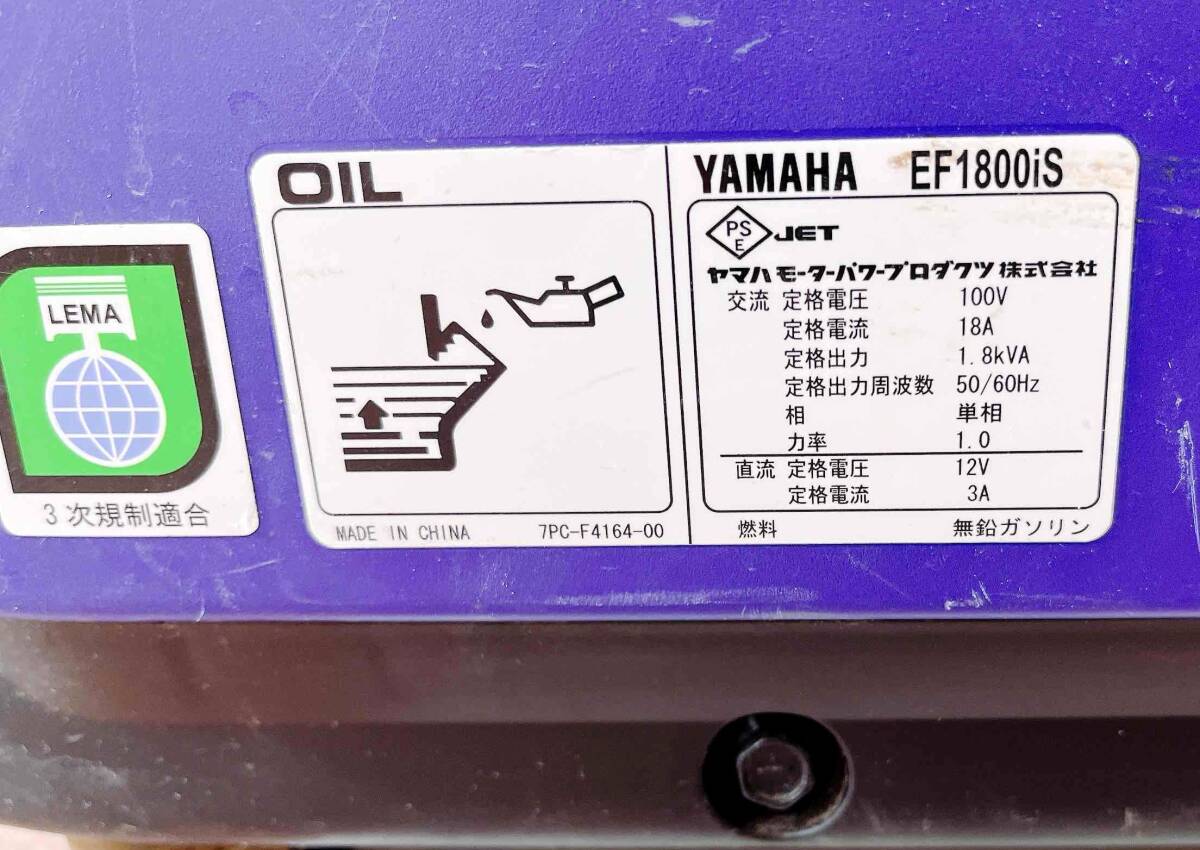 LEMA
3次規制適合
OIL
MADE IN CHINA 7PC-F4164-00
YAMAHA EF1800iS
PS E JET
ヤマハ モーターパワープロダクツ 株式会社
交流 定格電圧 100V
定格電流 18A
定格出力 1.8kVA
定格出力周波数 50/60Hz
相 単相
力率 1.0
直流 定格電圧 12V
定格電流 3A
燃料 無鉛ガソリン